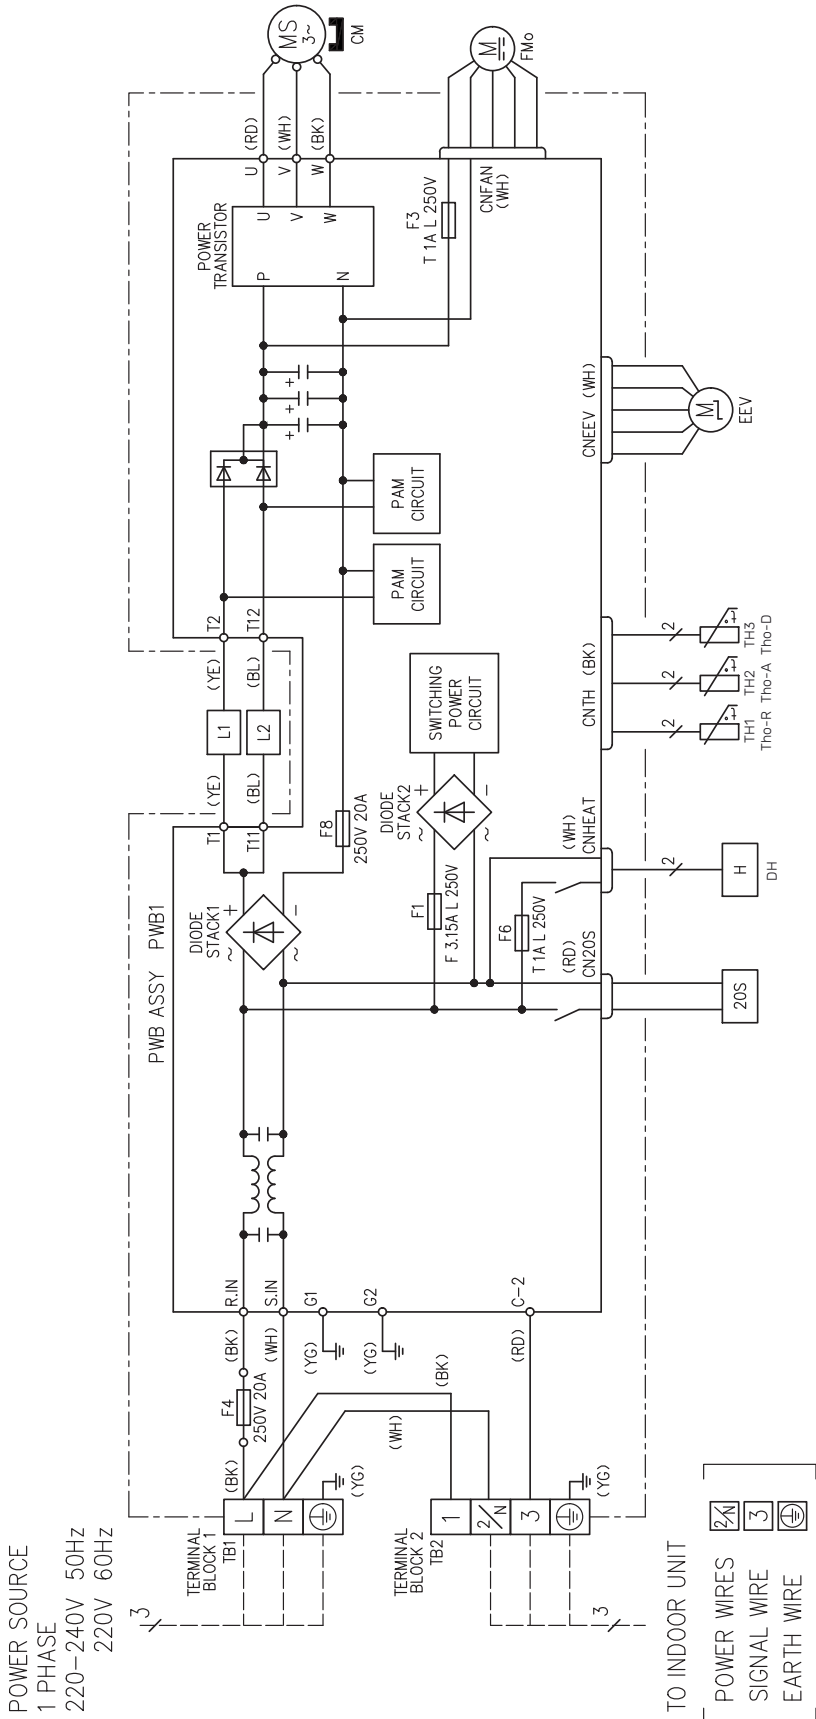 POWER SOURCE
1 PHASE
220-240V 50Hz
220V 60Hz
3
TERMINAL
BLOCK 1
TB1
L
N
(BK)
F4
250V 20A
(BK)
(WH)
R.IN
S.IN
(YG)
(YG)
G1
(YG)
G2
PWB ASSY PWB1
DIODE
STACK1
~
+
~
−
T1
T11
(YE)
(BL)
L1
L2
(YE)
(BL)
T2
T12
F8
250V 20A
PAM
CIRCUIT
PAM
CIRCUIT
+
+
+
POWER
TRANSISTOR
P
N
U
V
W
U
V
W
(RD)
(WH)
(BK)
MS
3~
CM
F3
T 1A L 250V
CNFAN
(WH)
M
FMo
TERMINAL
BLOCK 2
TB2
1
2/N
3
(BK)
(WH)
(RD)
C-2
(YG)
3
F1
F 3.15A L 250V
DIODE
STACK2
~
+
~
−
SWITCHING
POWER
CIRCUIT
F6
T 1A L 250V
(RD)
CN20S
20S
(WH)
CNHEAT
2
H
DH
CNTH (BK)
2
2
2
t°
t°
t°
TH1
Tho-R
TH2
Tho-A
TH3
Tho-D
CNEEV (WH)
M
EEV
TO INDOOR UNIT
POWER WIRES 2/N
SIGNAL WIRE 3
EARTH WIRE